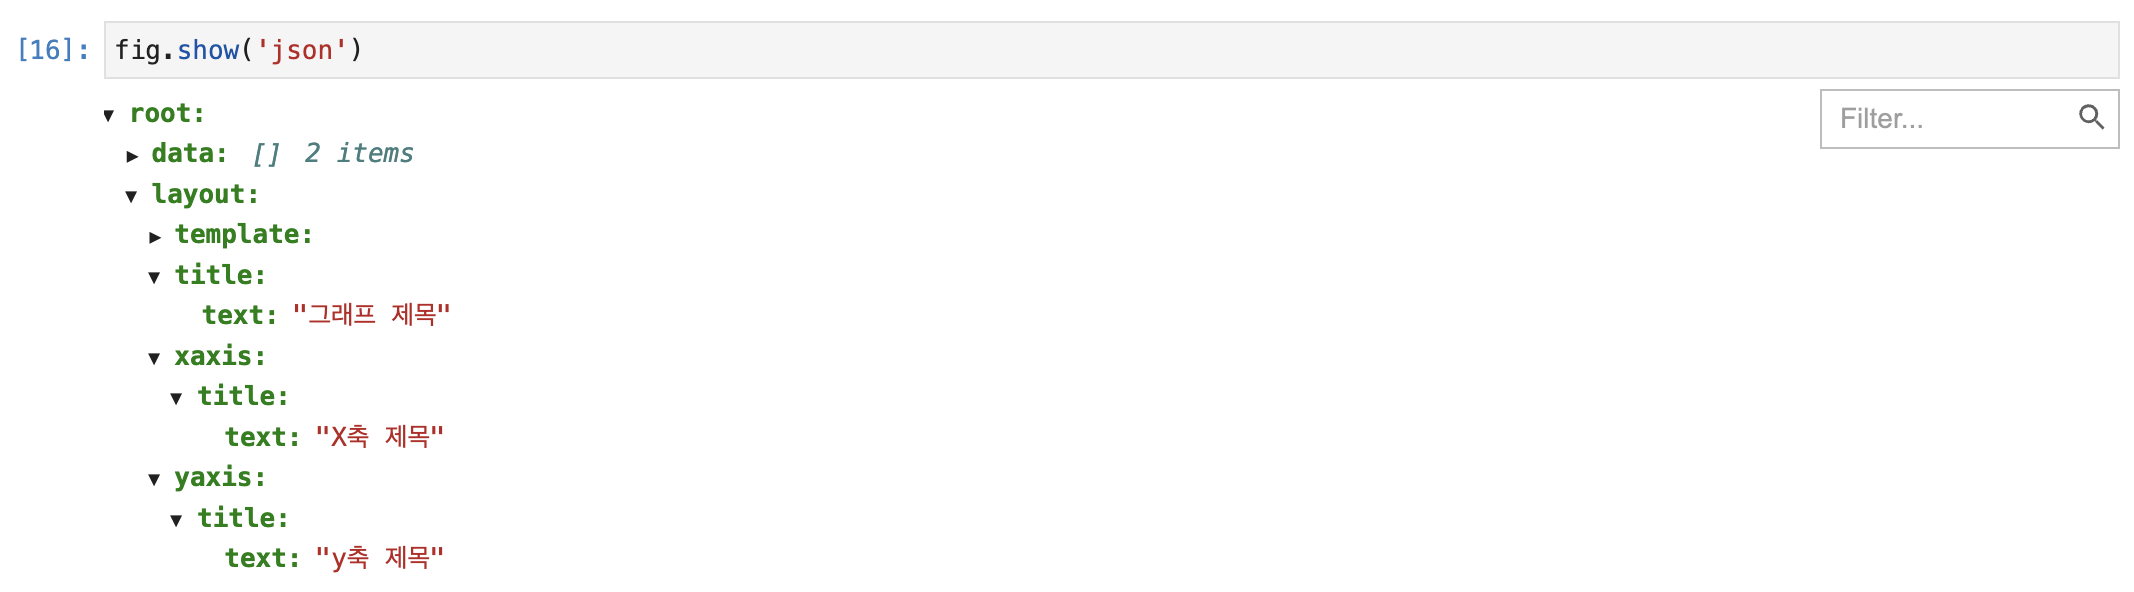 [16]: fig.show('json')
▼ root:
Filter...
▶ data: [] 2 items
▼ layout:
▶ template:
▼ title:
text: "그래프 제목"
▼ xaxis:
▼ title:
text: "X축 제목"
▼ yaxis:
▼ title:
text: "y축 제목"